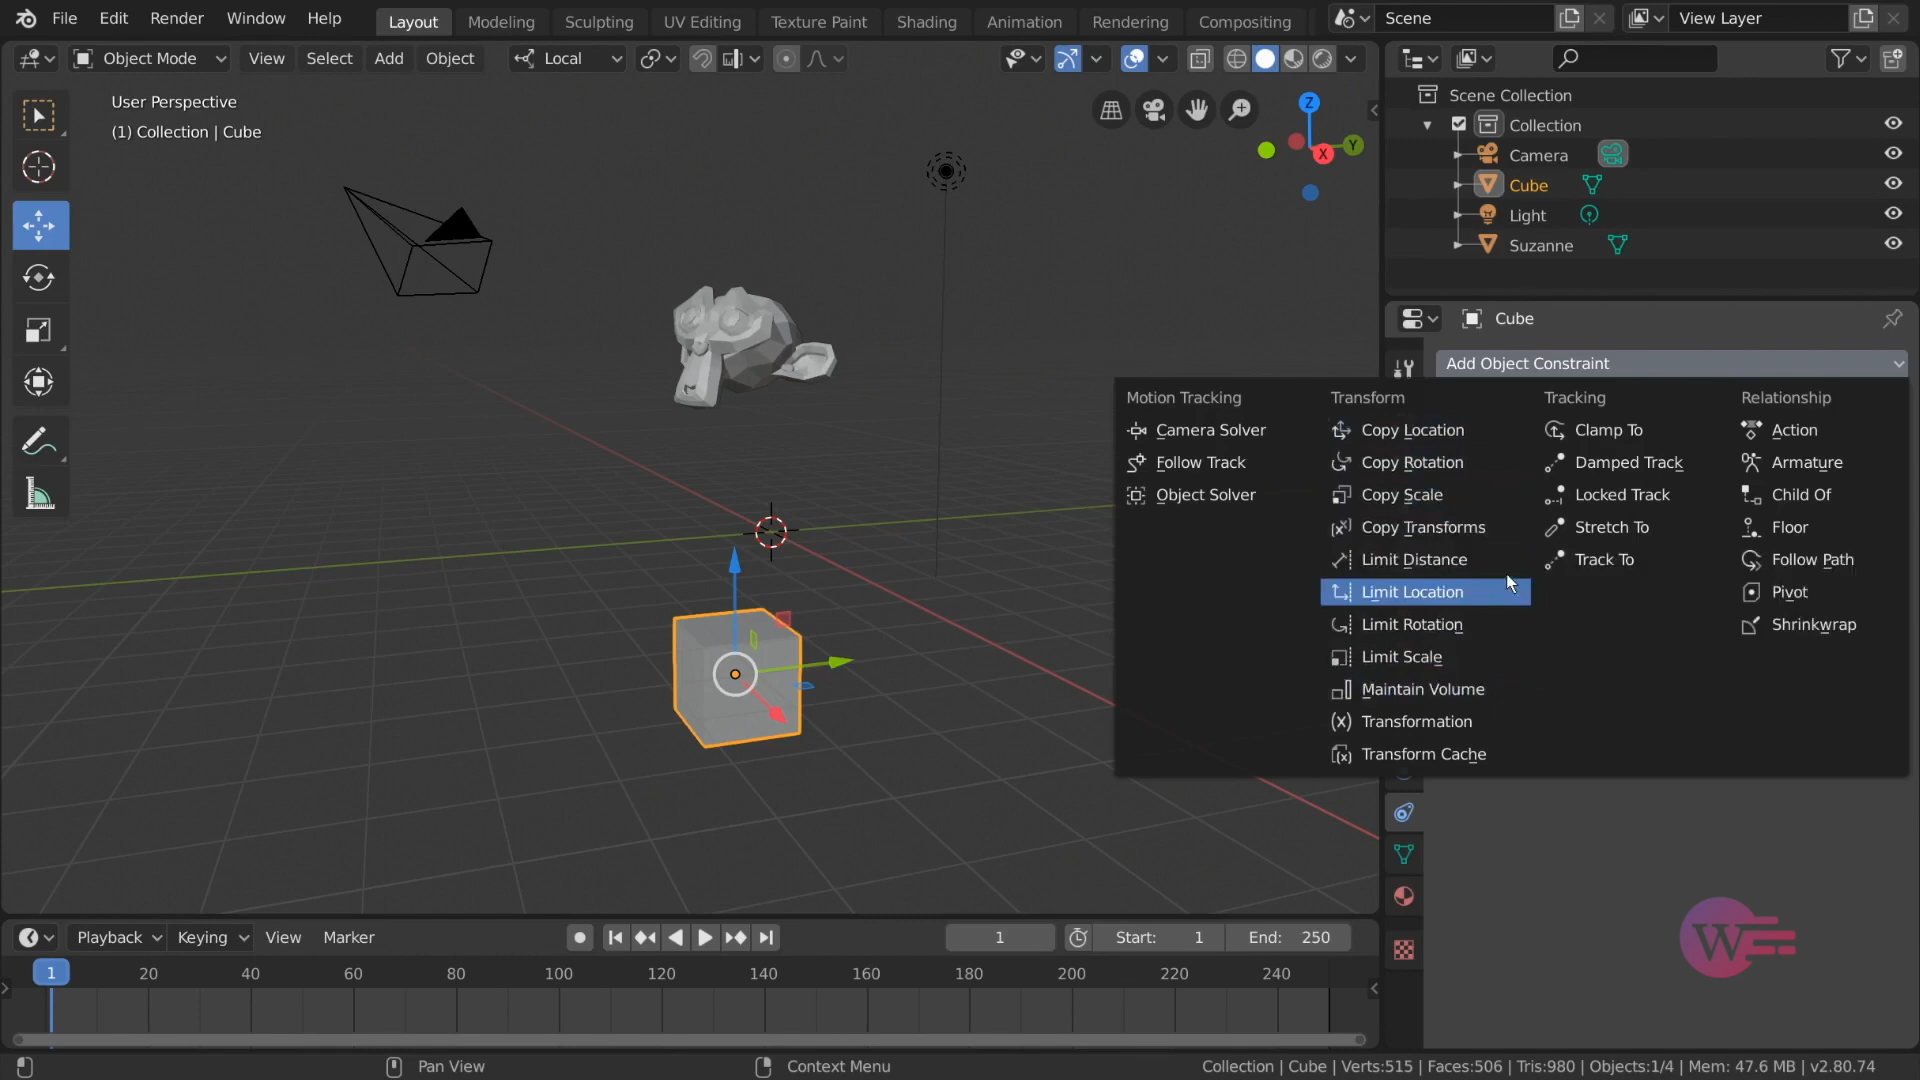 File Edit Render Window Help Layout Modeling Sculpting UV Editing Texture Paint Shading Animation Rendering Compositing Scene View Layer
Object Mode View Select Add Object Local
User Perspective
(1) Collection | Cube
Z
Y
X
Scene Collection
Collection
Camera
Cube
Light
Suzanne
Cube
Add Object Constraint
Motion Tracking
Camera Solver
Follow Track
Object Solver
Transform
Copy Location
Copy Rotation
Copy Scale
Copy Transforms
Limit Distance
Limit Location
Limit Rotation
Limit Scale
Maintain Volume
Transformation
Transform Cache
Tracking
Clamp To
Damped Track
Locked Track
Stretch To
Track To
Relationship
Action
Armature
Child Of
Floor
Follow Path
Pivot
Shrinkwrap
W
Playback Keying View Marker 1 Start: 1 End: 250
1 20 40 60 80 100 120 140 160 180 200 220 240
Pan View Context Menu Collection | Cube | Verts:515 | Faces:506 | Tris:980 | Objects:1/4 | Mem: 47.6 MB | v2.80.74